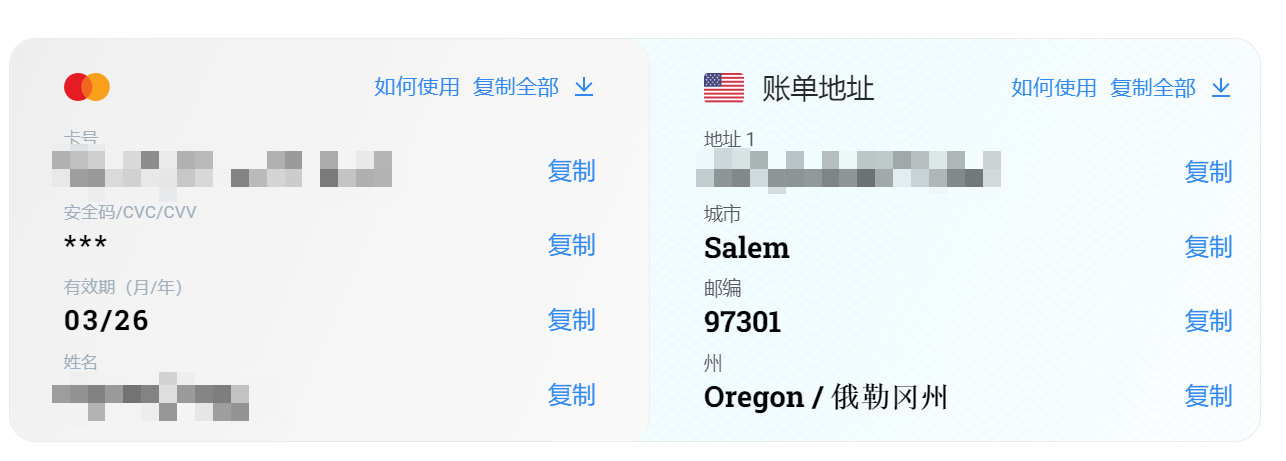 如何使用 复制全部
卡号
复制
安全码/CVC/CVV
***
复制
有效期（月/年）
03/26
复制
姓名
复制
账单地址
如何使用 复制全部
地址 1
复制
城市
Salem
复制
邮编
97301
复制
州
Oregon / 俄勒冈州
复制